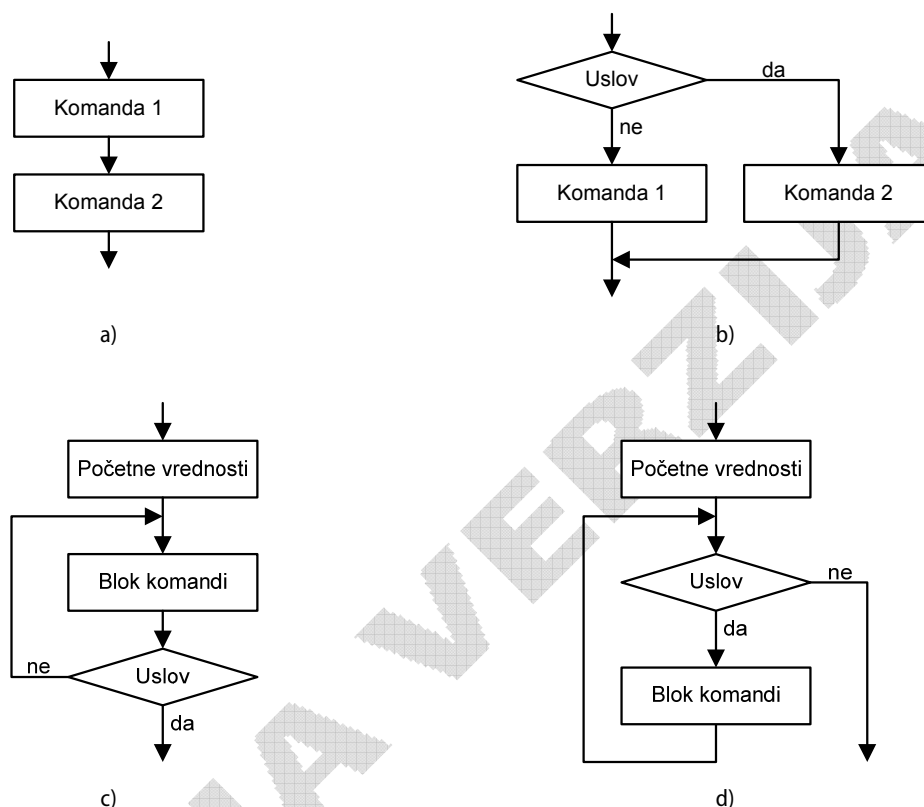 Komanda 1
Komanda 2
a)
Uslov
da
ne
Komanda 1
Komanda 2
b)
Početne vrednosti
Blok komandi
ne
Uslov
da
c)
Početne vrednosti
Uslov
ne
da
Blok komandi
d)
VERZIJA